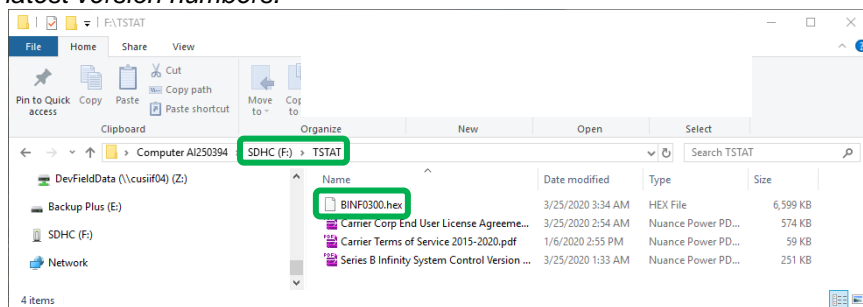 latest version numbers.
F:\TSTAT
File Home Share View
Pin to Quick access
Copy
Paste
Cut
Copy path
Paste shortcut
Move to
Clipboard Organize New Open Select
Computer AI250394 SDHC (F:) > TSTAT
Search TSTAT
DevFieldData (\\cusiif04) (Z:)
Backup Plus (E:)
SDHC (F:)
Network
Name Date modified Type Size
BINF0300.hex 3/25/2020 3:34 AM HEX File 6,599 KB
Carrier Corp End User License Agreeme... 3/25/2020 2:54 AM Nuance Power PD... 574 KB
Carrier Terms of Service 2015-2020.pdf 1/6/2020 2:55 PM Nuance Power PD... 59 KB
Series B Infinity System Control Version ... 3/25/2020 1:33 AM Nuance Power PD... 251 KB
4 items